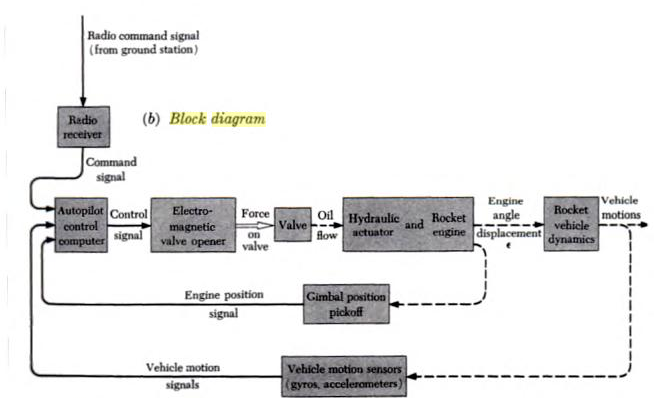 Radio command signal
(from ground station)
Radio
receiver
(b) Block diagram
Command
signal
Autopilot
control
computer
Control
signal
Electro-
magnetic
valve opener
Force
on
valve
Valve
Oil
flow
Hydraulic
actuator
and
Rocket
engine
Engine
angle
displacement
ϵ
Rocket
vehicle
dynamics
Vehicle
motions
Engine position
signal
Gimbal position
pickoff
Vehicle motion
signals
Vehicle motion sensors
(gyros, accelerometers)